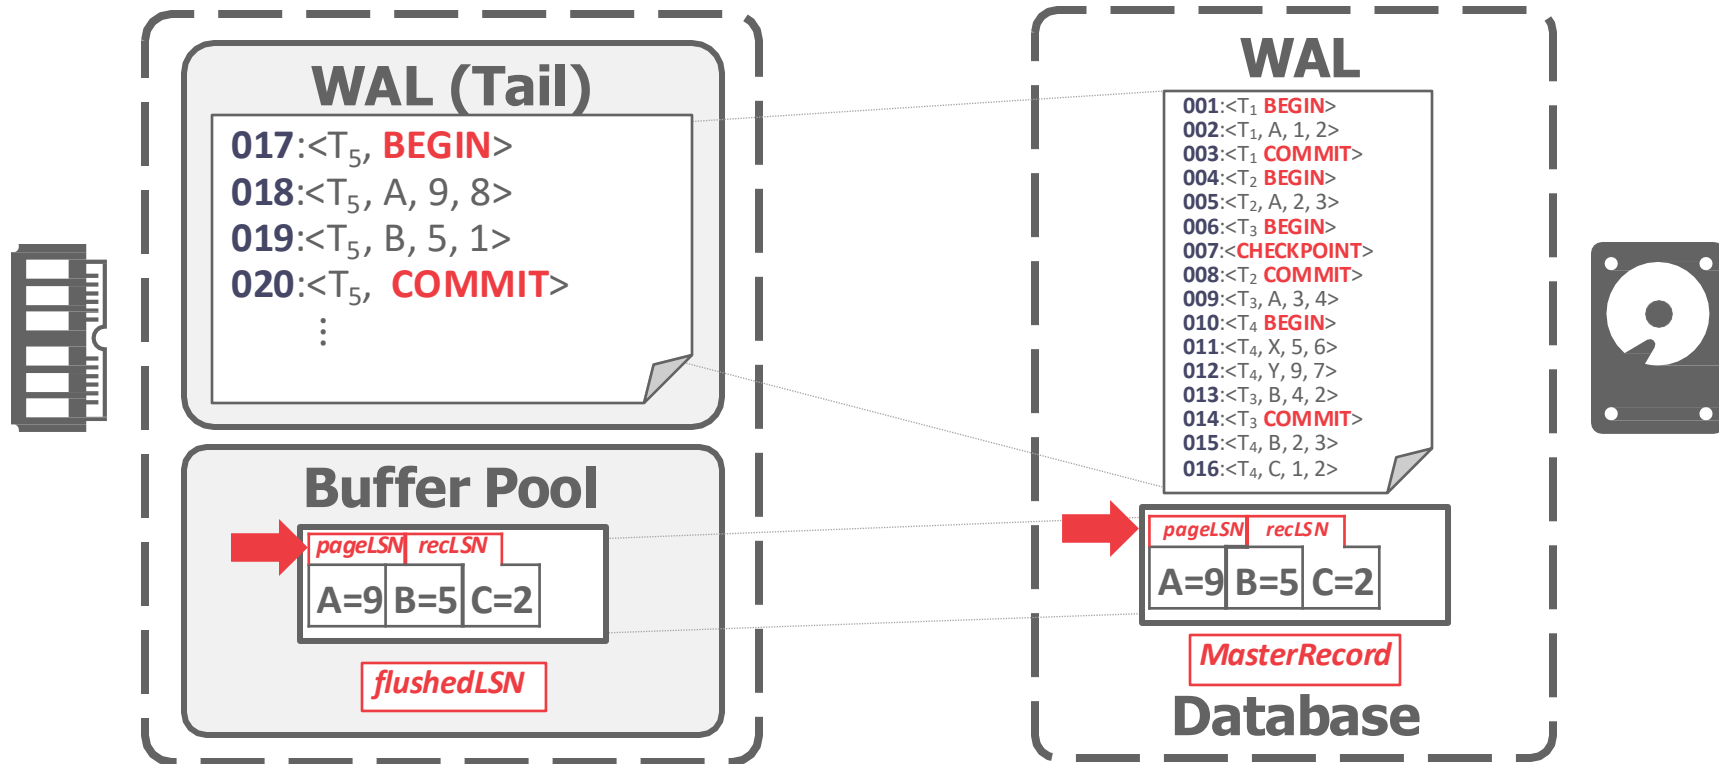 WAL (Tail)
017:<T₅, BEGIN>
018:<T₅, A, 9, 8>
019:<T₅, B, 5, 1>
020:<T₅, COMMIT>
⋮
Buffer Pool
pageLSN recLSN
A=9 B=5 C=2
flushedLSN
WAL
001:<T₁ BEGIN>
002:<T₁, A, 1, 2>
003:<T₁ COMMIT>
004:<T₂ BEGIN>
005:<T₂, A, 2, 3>
006:<T₃ BEGIN>
007:<CHECKPOINT>
008:<T₂ COMMIT>
009:<T₃, A, 3, 4>
010:<T₄ BEGIN>
011:<T₄, X, 5, 6>
012:<T₄, Y, 9, 7>
013:<T₃, B, 4, 2>
014:<T₃ COMMIT>
015:<T₄, B, 2, 3>
016:<T₄, C, 1, 2>
pageLSN recLSN
A=9 B=5 C=2
MasterRecord
Database